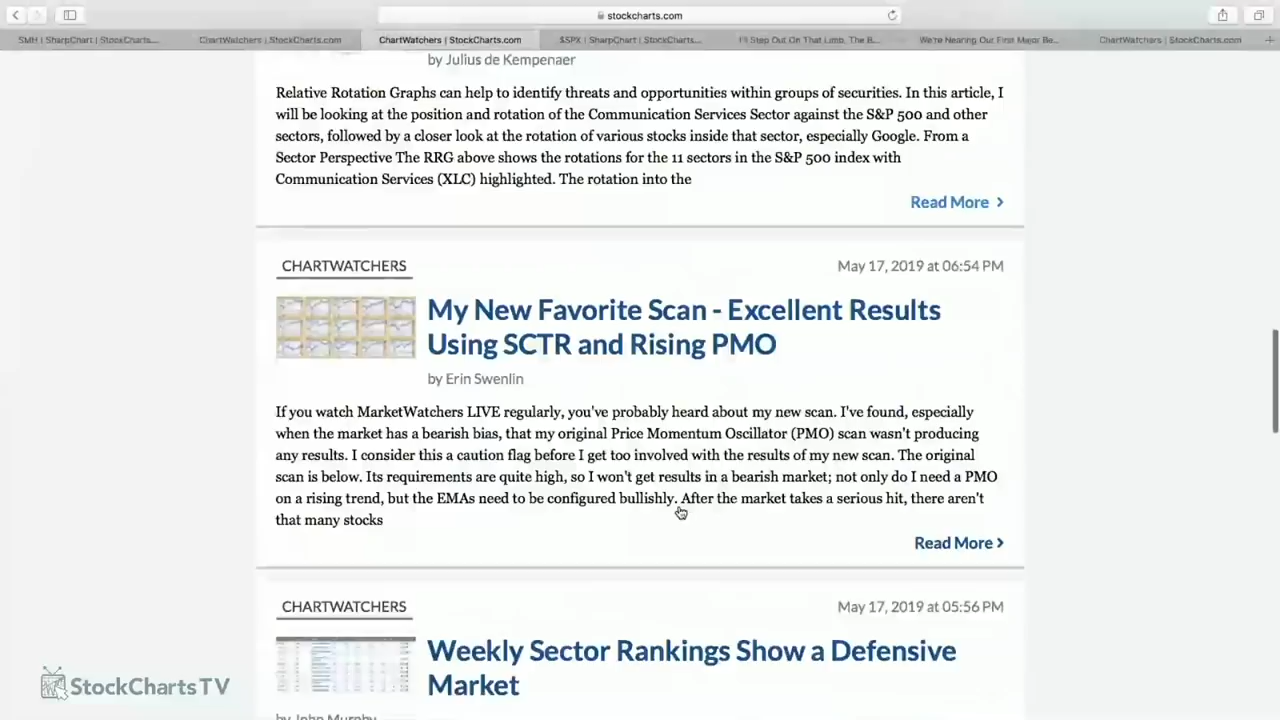 stockcharts.com
SMH | SharpChart | StockCharts....
ChartWatchers | StockCharts.com
ChartWatchers | StockCharts.com
$SPX | SharpChart | StockCharts...
I'll Step Out On That Limb, The B...
We're Nearing Our First Major Be...
ChartWatchers | StockCharts.com
by Julius de Kempenaer
Relative Rotation Graphs can help to identify threats and opportunities within groups of securities. In this article, I
will be looking at the position and rotation of the Communication Services Sector against the S&P 500 and other
sectors, followed by a closer look at the rotation of various stocks inside that sector, especially Google. From a
Sector Perspective The RRG above shows the rotations for the 11 sectors in the S&P 500 index with
Communication Services (XLC) highlighted. The rotation into the
Read More
CHARTWATCHERS
May 17, 2019 at 06:54 PM
My New Favorite Scan - Excellent Results
Using SCTR and Rising PMO
by Erin Swenlin
If you watch MarketWatchers LIVE regularly, you've probably heard about my new scan. I've found, especially
when the market has a bearish bias, that my original Price Momentum Oscillator (PMO) scan wasn't producing
any results. I consider this a caution flag before I get too involved with the results of my new scan. The original
scan is below. Its requirements are quite high, so I won't get results in a bearish market; not only do I need a PMO
on a rising trend, but the EMAs need to be configured bullishly. After the market takes a serious hit, there aren't
that many stocks
Read More
CHARTWATCHERS
May 17, 2019 at 05:56 PM
Weekly Sector Rankings Show a Defensive
Market
by John Murphy
StockChartsTV